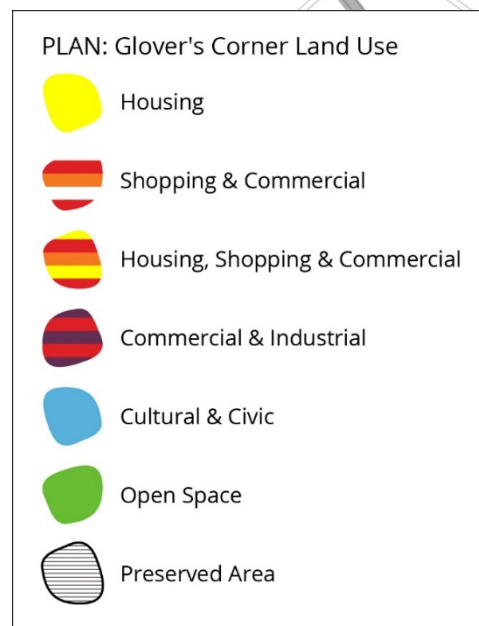 PLAN: Glover's Corner Land Use
Housing
Shopping & Commercial
Housing, Shopping & Commercial
Commercial & Industrial
Cultural & Civic
Open Space
Preserved Area